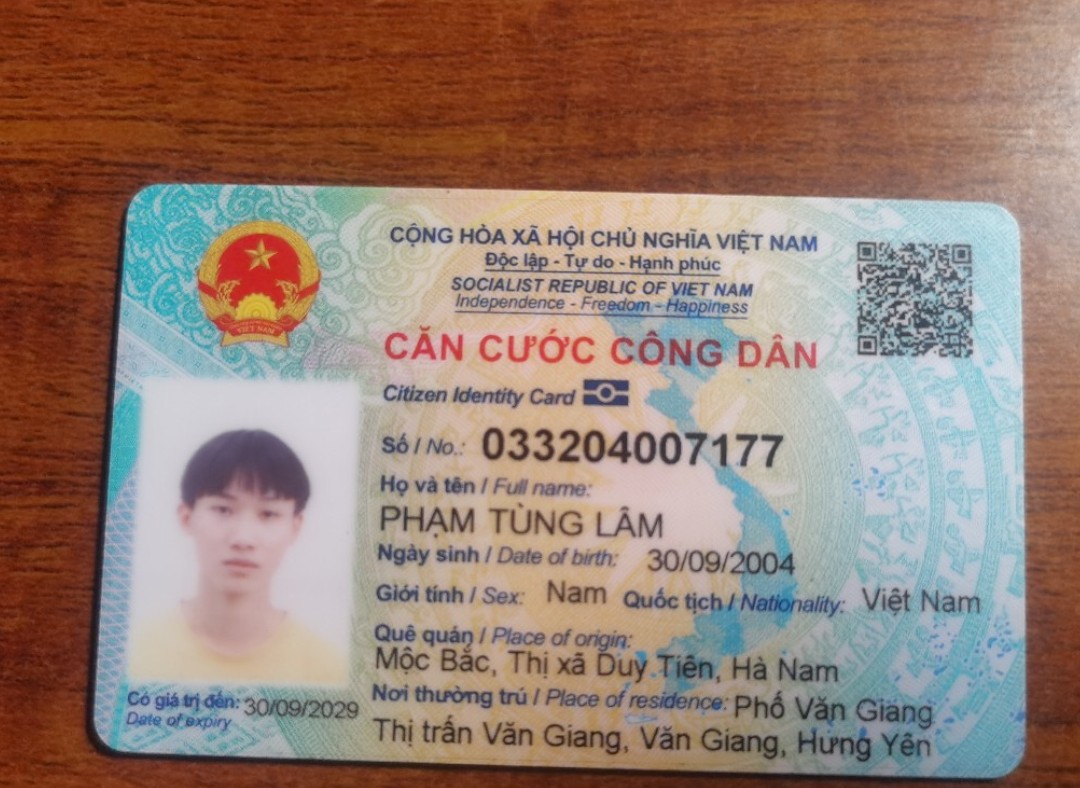 CỘNG HÒA XÃ HỘI CHỦ NGHĨA VIỆT NAM
Độc lập - Tự do - Hạnh phúc
SOCIALIST REPUBLIC OF VIET NAM
Independence - Freedom - Happiness
CĂN CƯỚC CÔNG DÂN
Citizen Identity Card
Số / No.: 033204007177
Họ và tên / Full name:
PHẠM TÙNG LÂM
Ngày sinh / Date of birth: 30/09/2004
Giới tính / Sex: Nam Quốc tịch / Nationality: Việt Nam
Quê quán / Place of origin:
Mộc Bắc, Thị xã Duy Tiên, Hà Nam
Nơi thường trú / Place of residence: Phố Văn Giang
Thị trấn Văn Giang, Văn Giang, Hưng Yên
Có giá trị đến: 30/09/2029
Date of expiry
VIỆT NAM